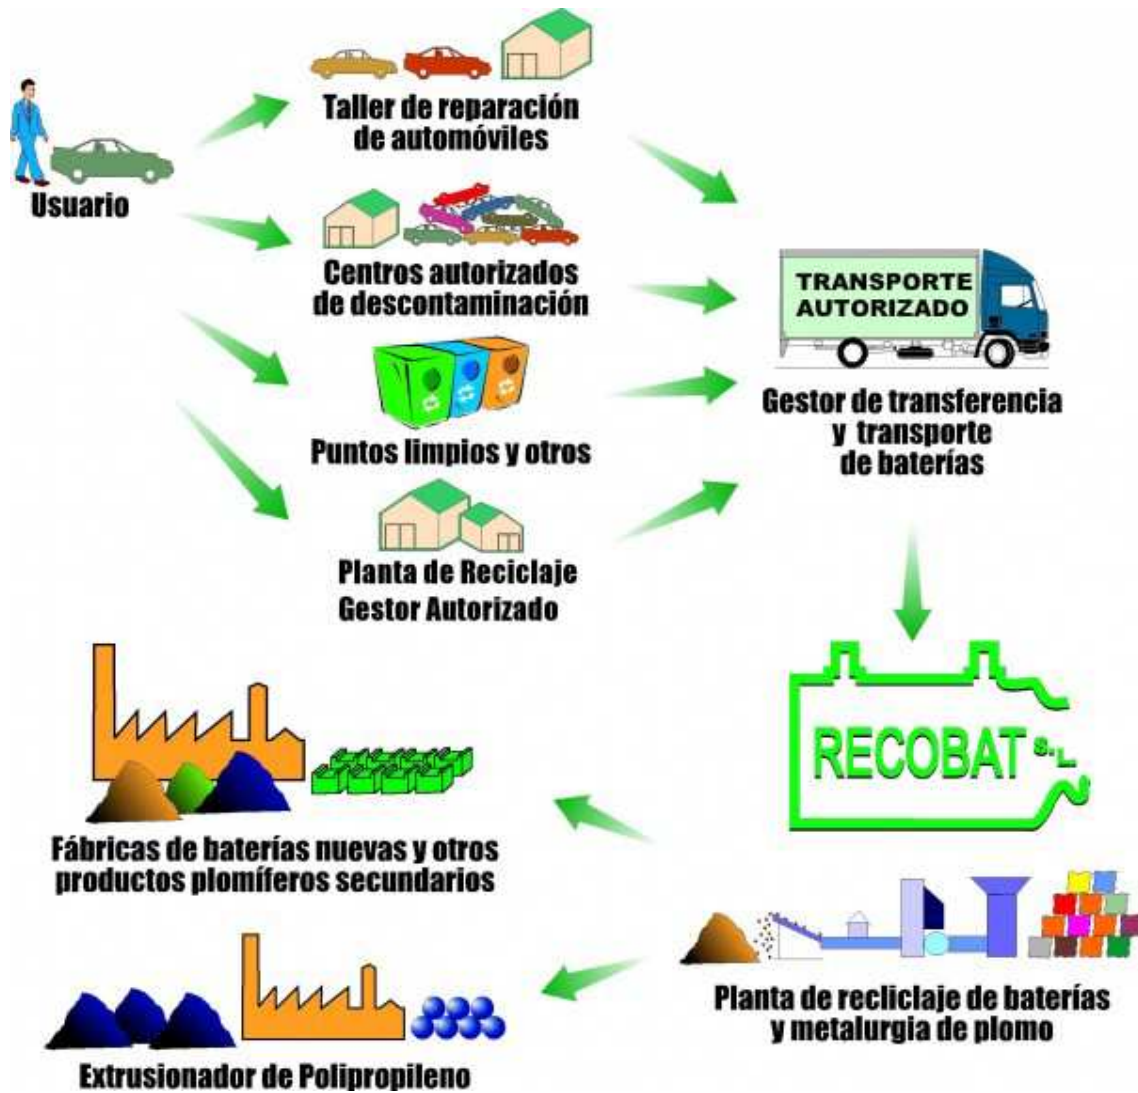 Taller de reparación
de automóviles
Usuario
Centros autorizados
de descontaminación
TRANSPORTE
AUTORIZADO
Puntos limpios y otros
Gestor de transferencia
y transporte
de baterías
Planta de Reciclaje
Gestor Autorizado
RECOBAT S.L.
Fábricas de baterías nuevas y otros
productos plomíferos secundarios
Planta de recliclaje de baterías
y metalurgia de plomo
Extrusionador de Polipropileno